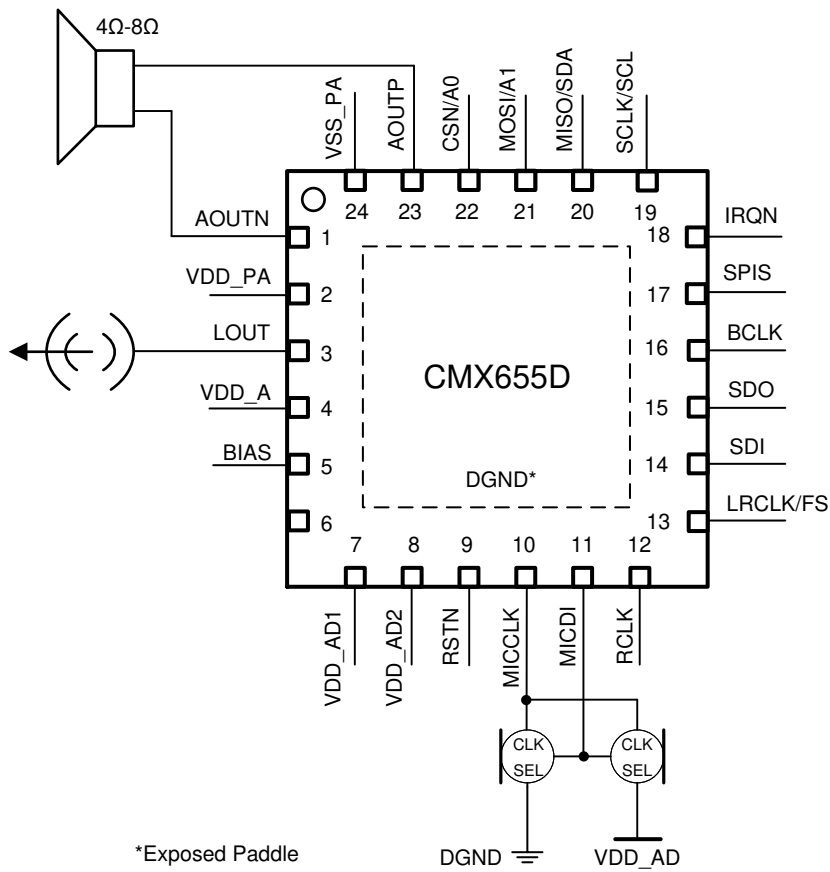 4Ω-8Ω
VSS_PA
AOUTP
CSN/A0
MOSI/A1
MISO/SDA
SCLK/SCL
24
23
22
21
20
19
AOUTN
1
18
IRQN
VDD_PA
2
17
SPIS
LOUT
3
16
BCLK
CMX655D
VDD_A
4
15
SDO
BIAS
5
14
SDI
DGND*
6
13
LRCLK/FS
7
8
9
10
11
12
VDD_AD1
VDD_AD2
RSTN
MICCLK
MICDI
RCLK
CLK
SEL
CLK
SEL
*Exposed Paddle
DGND
VDD_AD